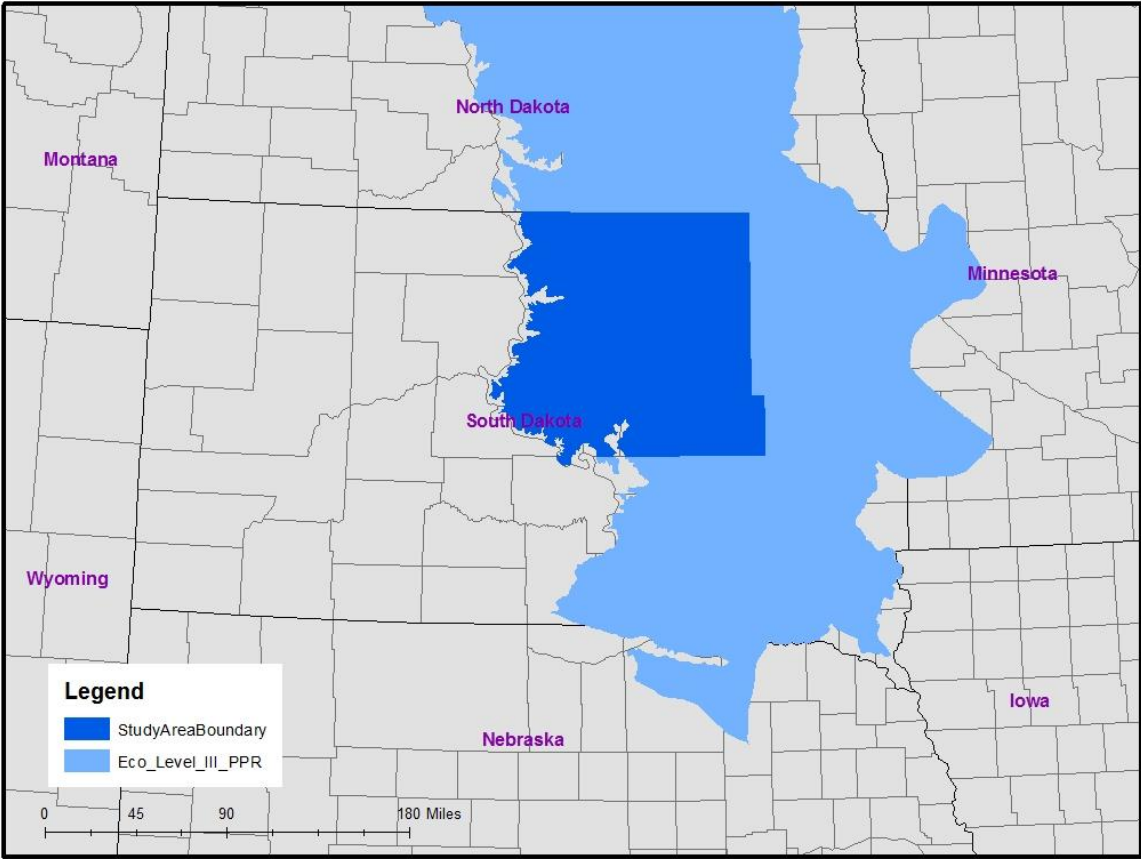 North Dakota
Montana
Minnesota
South Dakota
Wyoming
Legend
StudyAreaBoundary
Eco_Level_III_PPR
Iowa
Nebraska
0 45 90 180 Miles